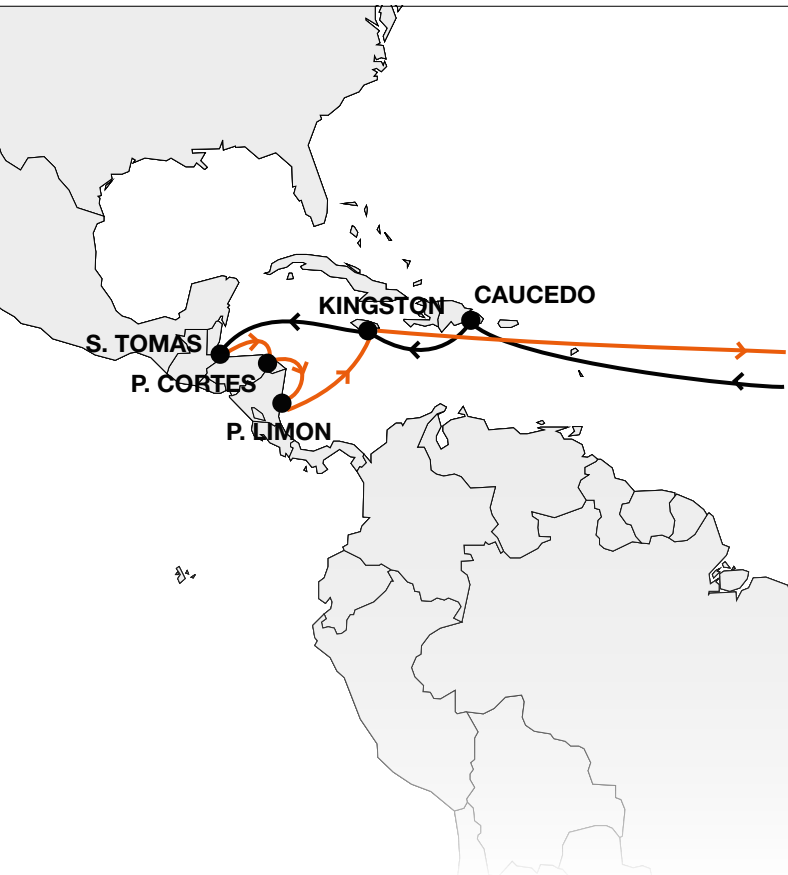 CAUCEDO
KINGSTON
S. TOMAS
P. CORTES
P. LIMON